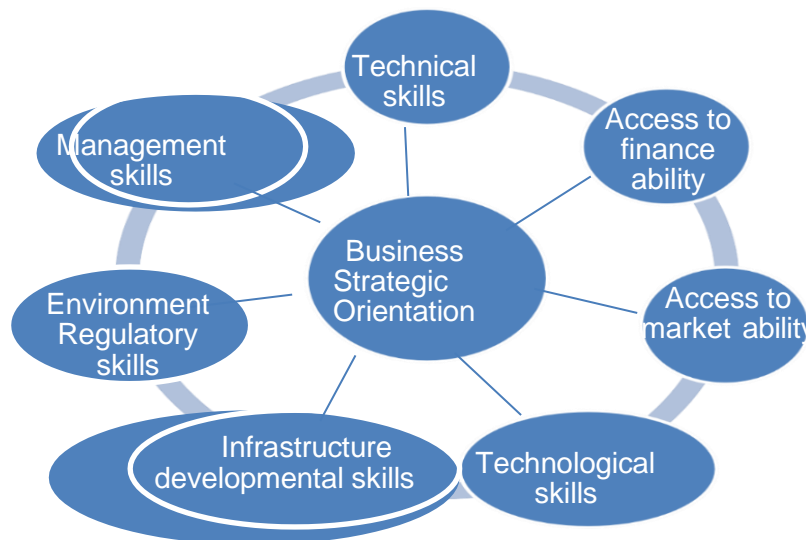 Technical
skills
Access to
finance
ability
Management
skills
Business
Strategic
Orientation
Environment
Regulatory
skills
Access to
market ability
Infrastructure
developmental skills
Technological
skills